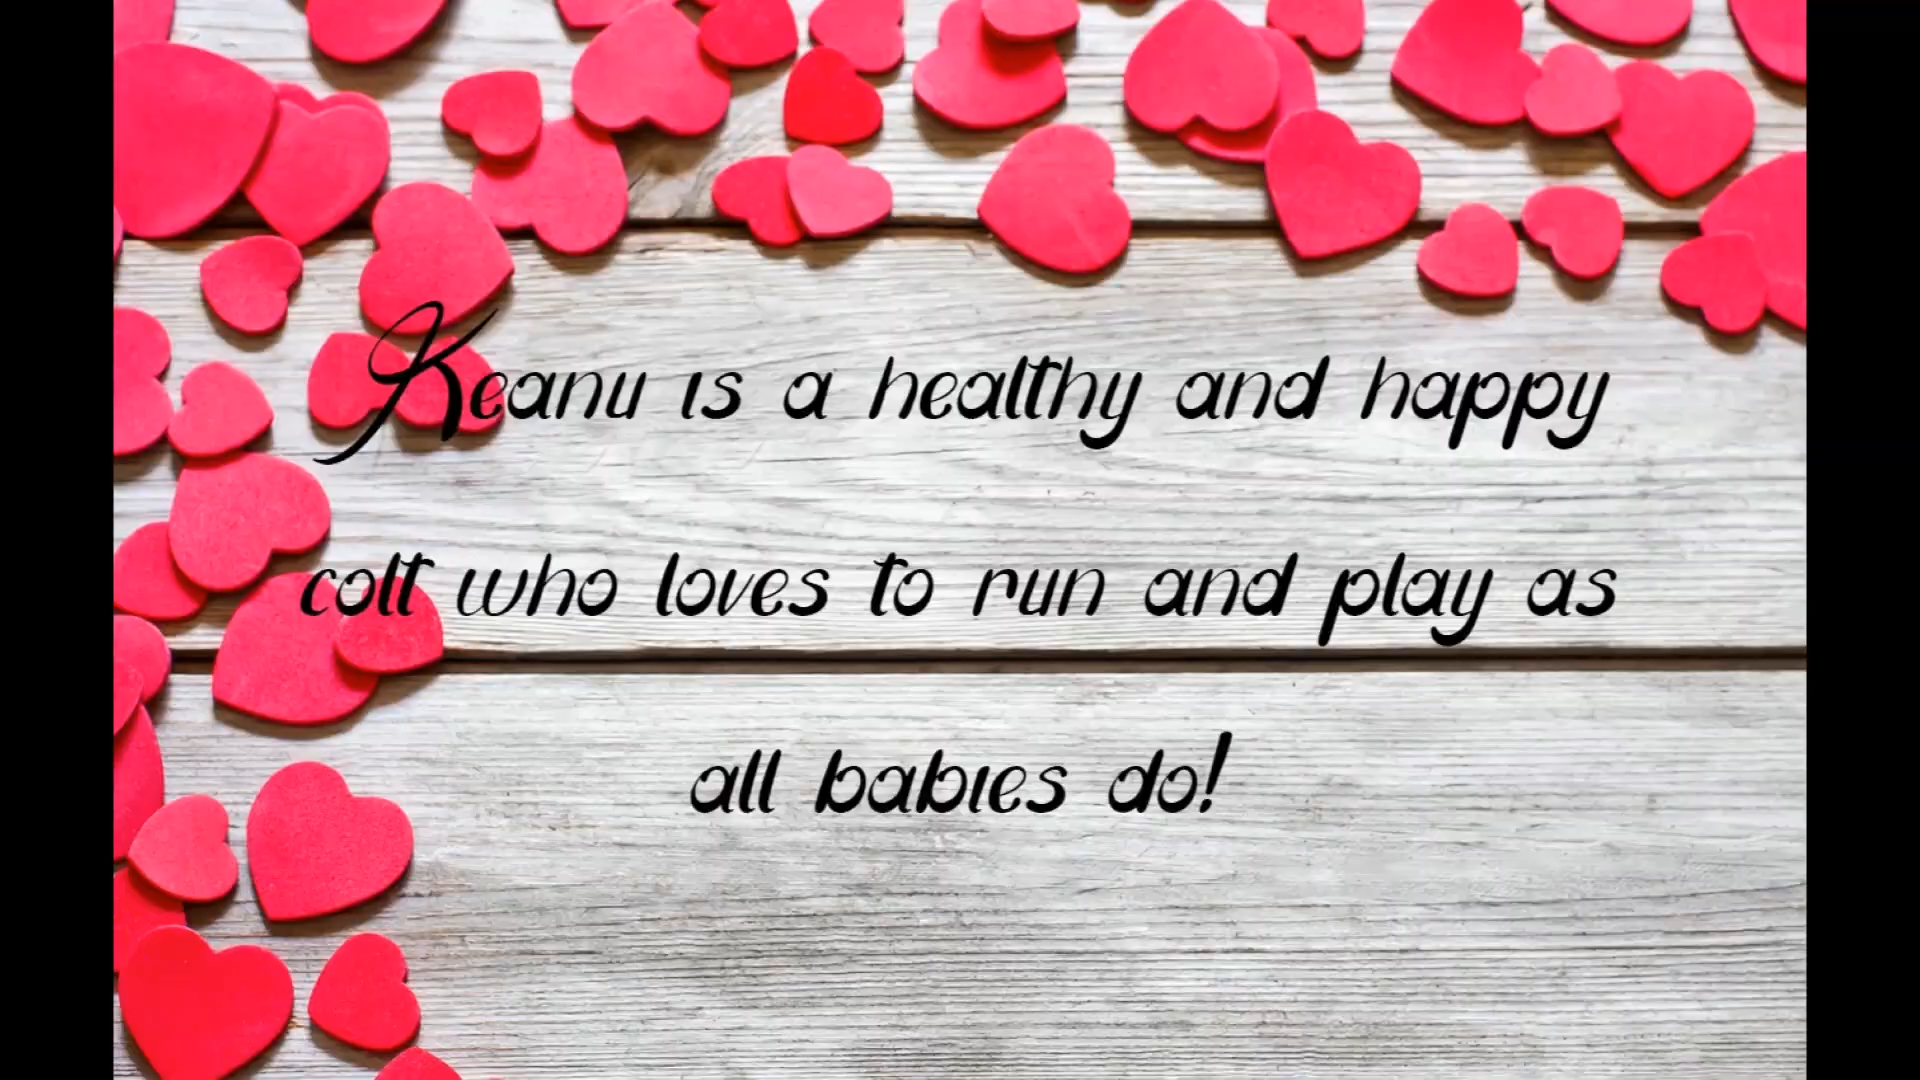 Keanu is a healthy and happy
colt who loves to run and play as
all babies do!